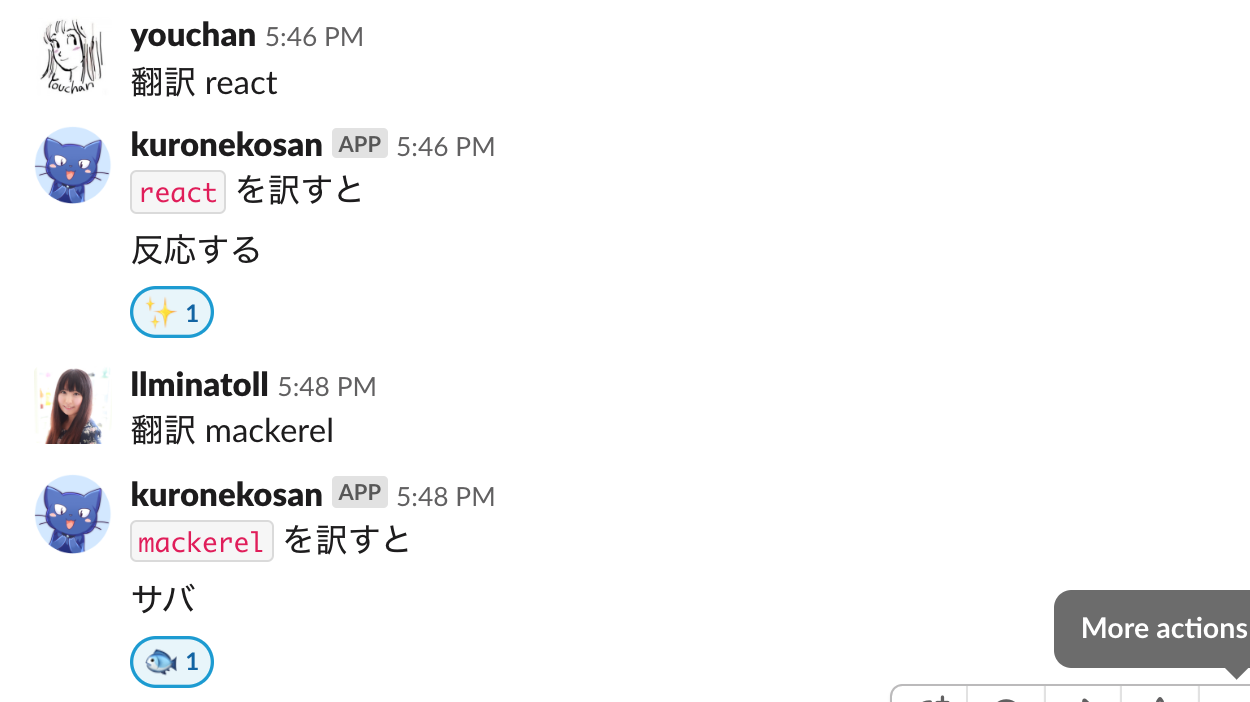 youchan 5:46 PM
touchan
翻訳 react
kuronekosan APP 5:46 PM
react を訳すと
反応する
✨ 1
llminatoll 5:48 PM
翻訳 mackerel
kuronekosan APP 5:48 PM
mackerel を訳すと
サバ
🐟 1
More actions